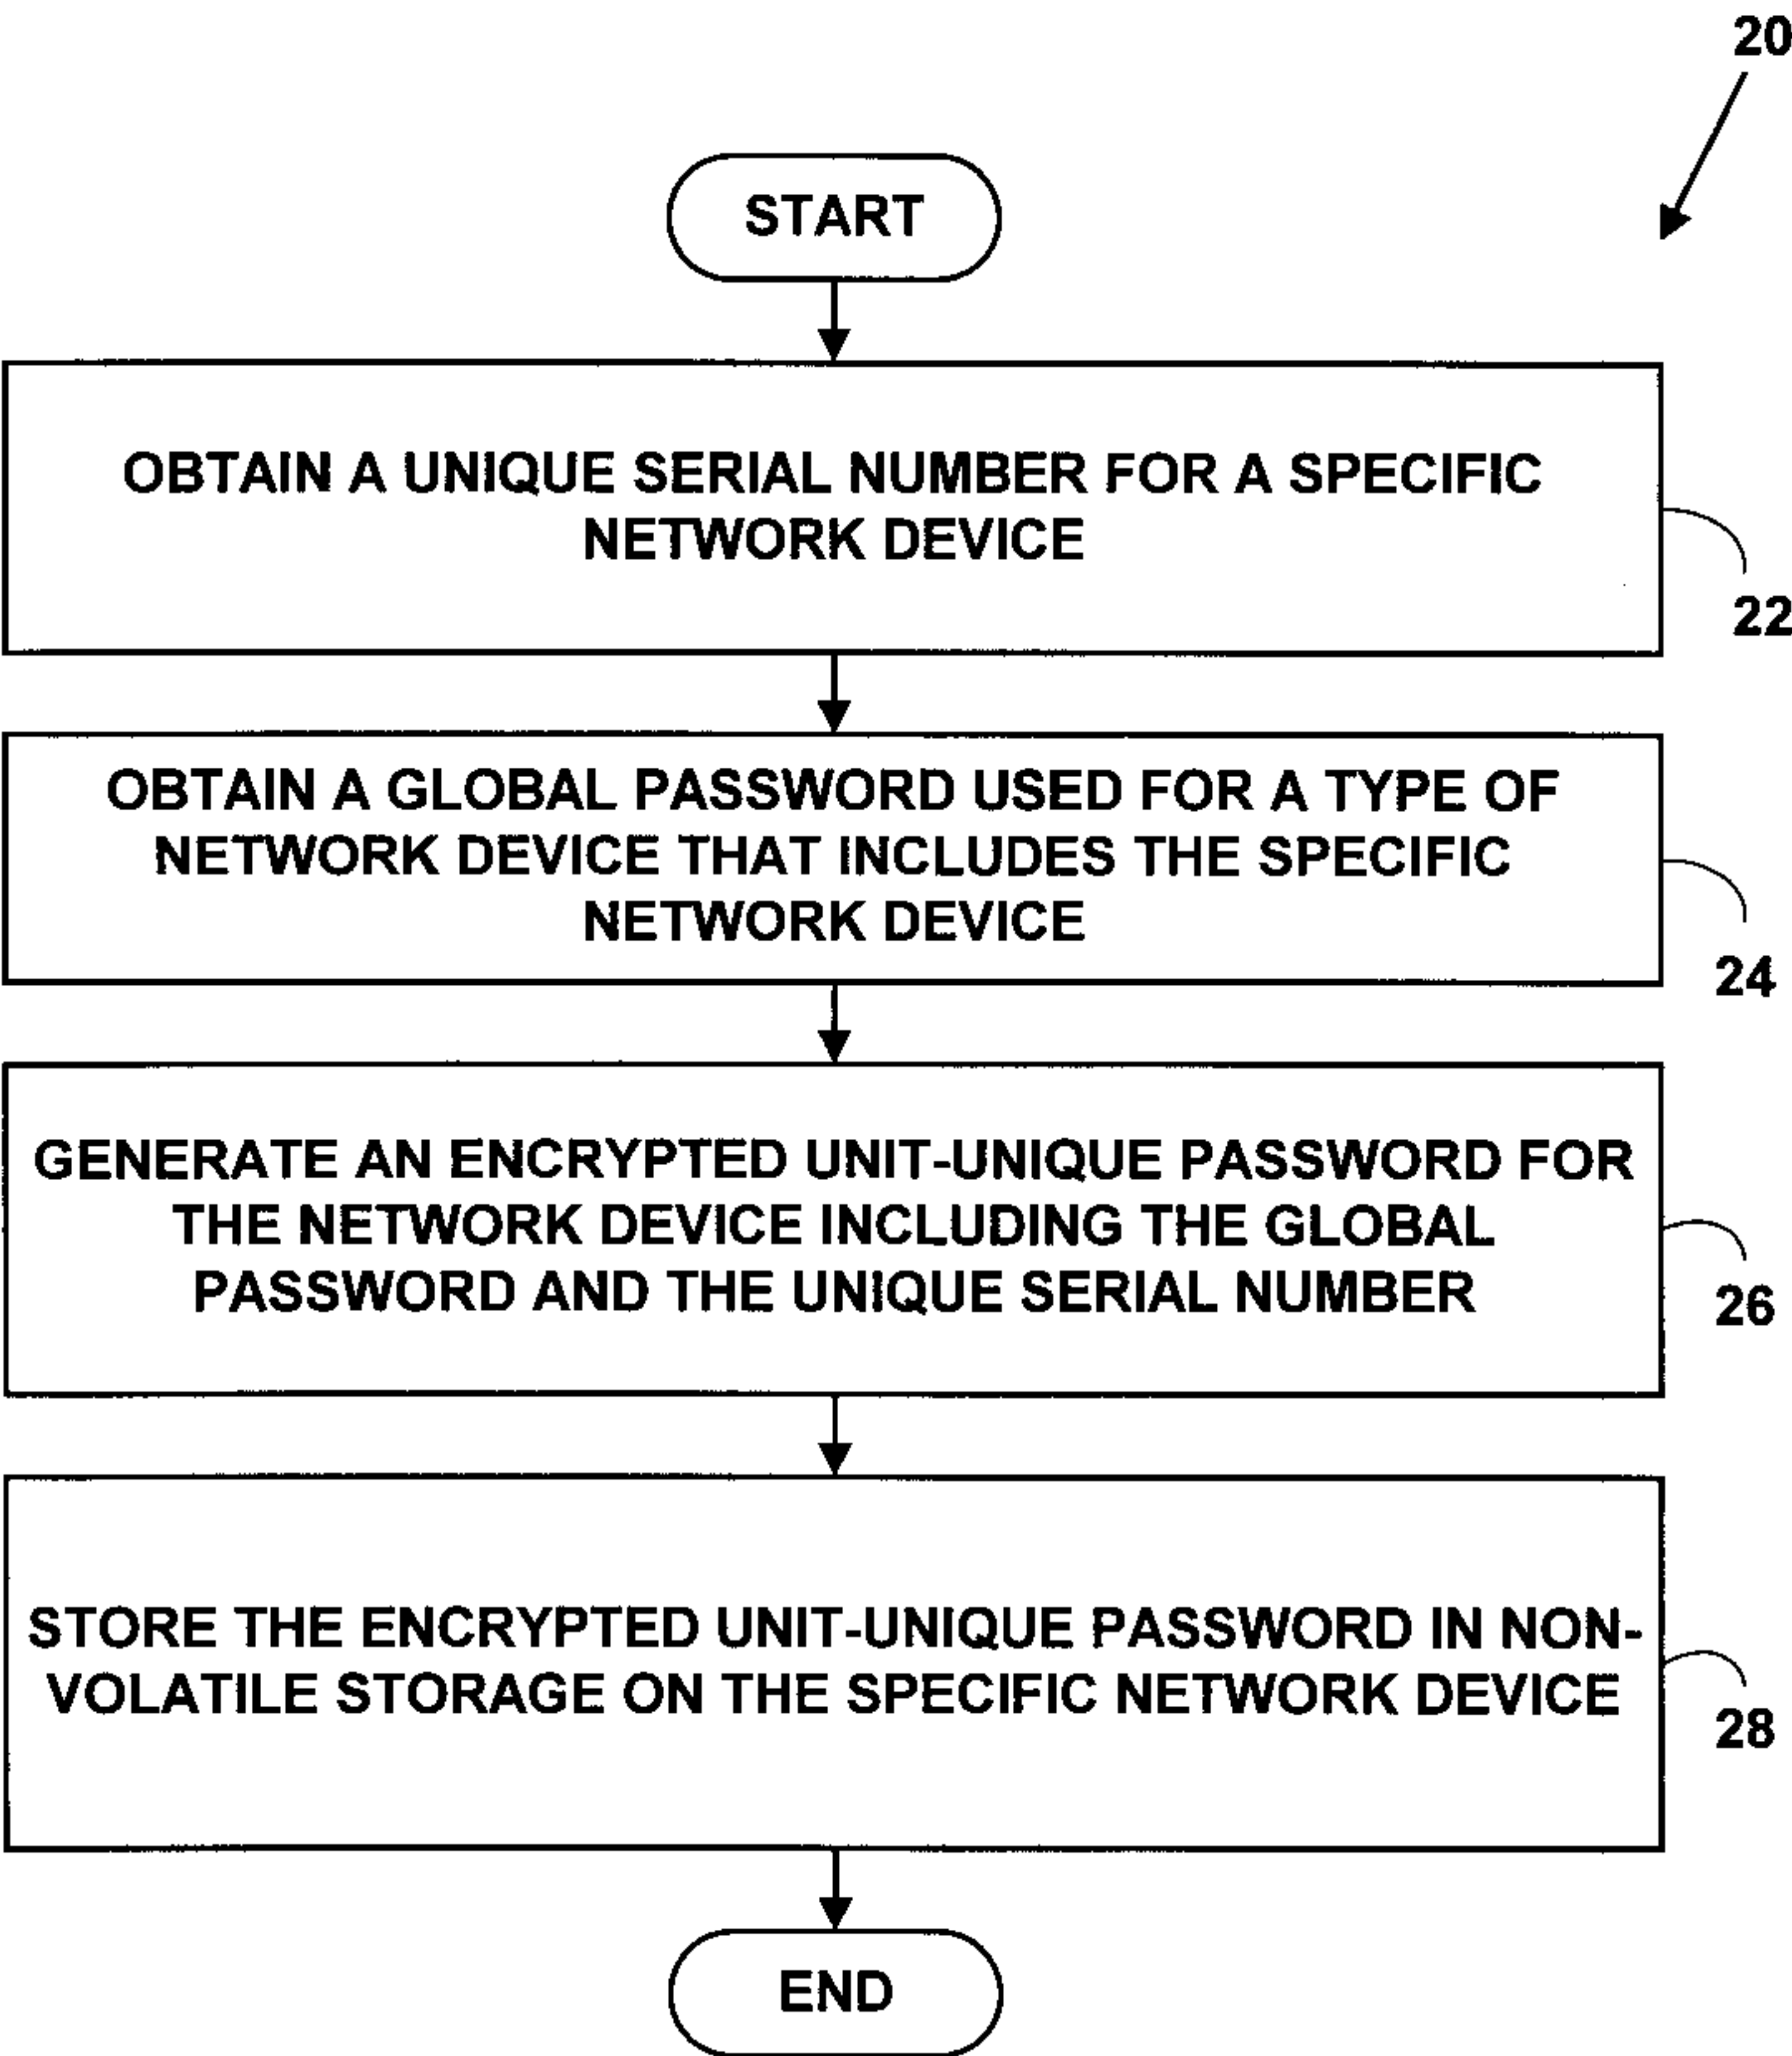 20
START
OBTAIN A UNIQUE SERIAL NUMBER FOR A SPECIFIC
NETWORK DEVICE
22
OBTAIN A GLOBAL PASSWORD USED FOR A TYPE OF
NETWORK DEVICE THAT INCLUDES THE SPECIFIC
NETWORK DEVICE
24
GENERATE AN ENCRYPTED UNIT-UNIQUE PASSWORD FOR
THE NETWORK DEVICE INCLUDING THE GLOBAL
PASSWORD AND THE UNIQUE SERIAL NUMBER
26
STORE THE ENCRYPTED UNIT-UNIQUE PASSWORD IN NON-
VOLATILE STORAGE ON THE SPECIFIC NETWORK DEVICE
28
END